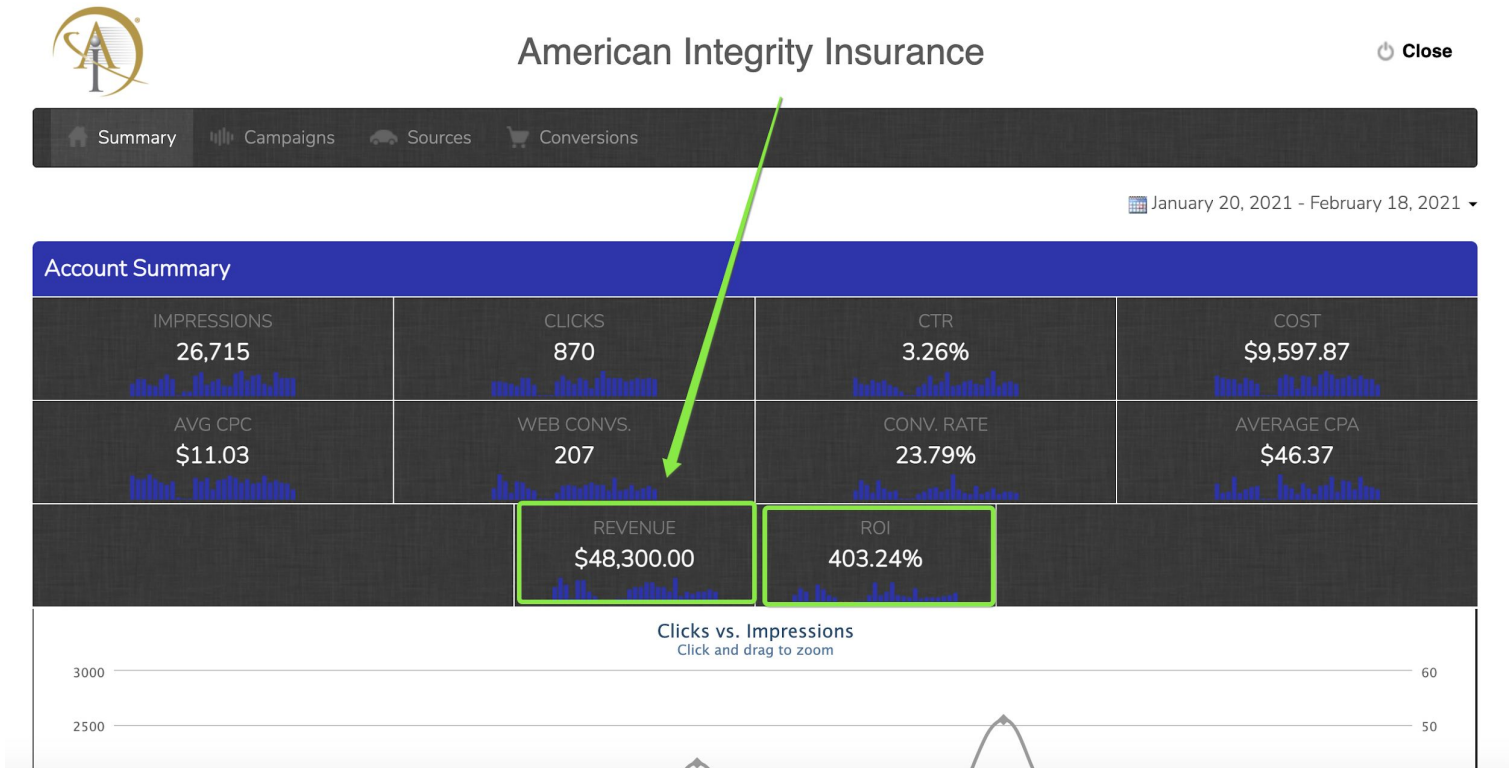 AI
American Integrity Insurance
Close
Summary Campaigns Sources Conversions
January 20, 2021 - February 18, 2021
Account Summary
IMPRESSIONS CLICKS CTR COST
26,715 870 3.26% $9,597.87
AVG CPC WEB CONVS. CONV. RATE AVERAGE CPA
$11.03 207 23.79% $46.37
REVENUE ROI
$48,300.00 403.24%
Clicks vs. Impressions
Click and drag to zoom
3000 60
2500 50